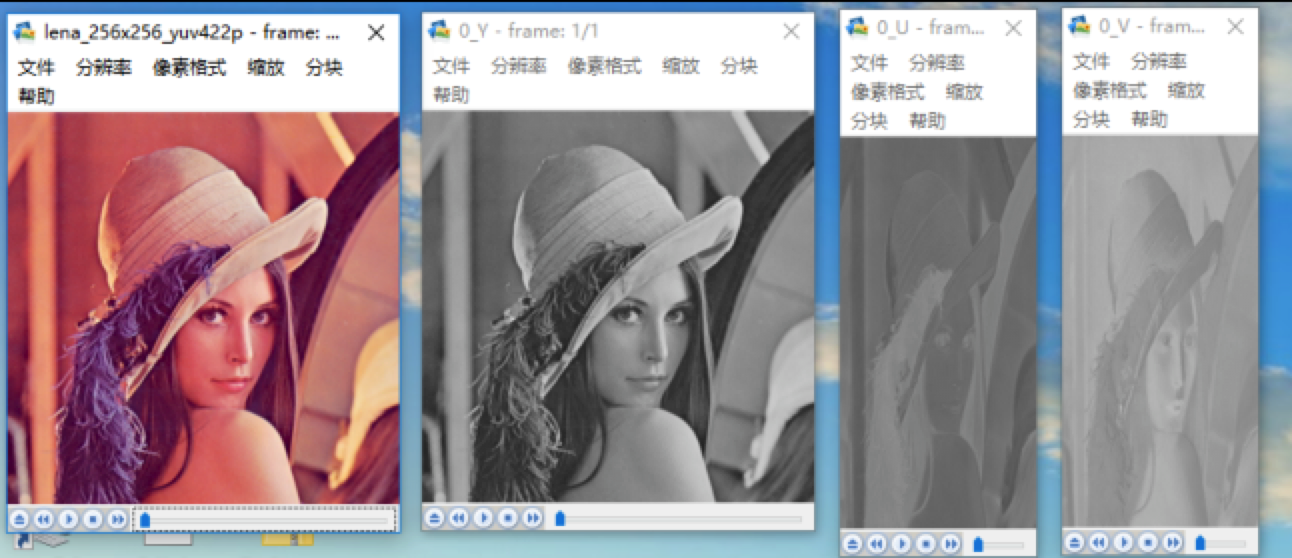 lena_256x256_yuv422p - frame: ...
文件 分辨率 像素格式 缩放 分块
帮助
0_Y - frame: 1/1
文件 分辨率 像素格式 缩放 分块
帮助
0_U - fram...
文件 分辨率
像素格式 缩放
分块 帮助
0_V - fram...
文件 分辨率
像素格式 缩放
分块 帮助